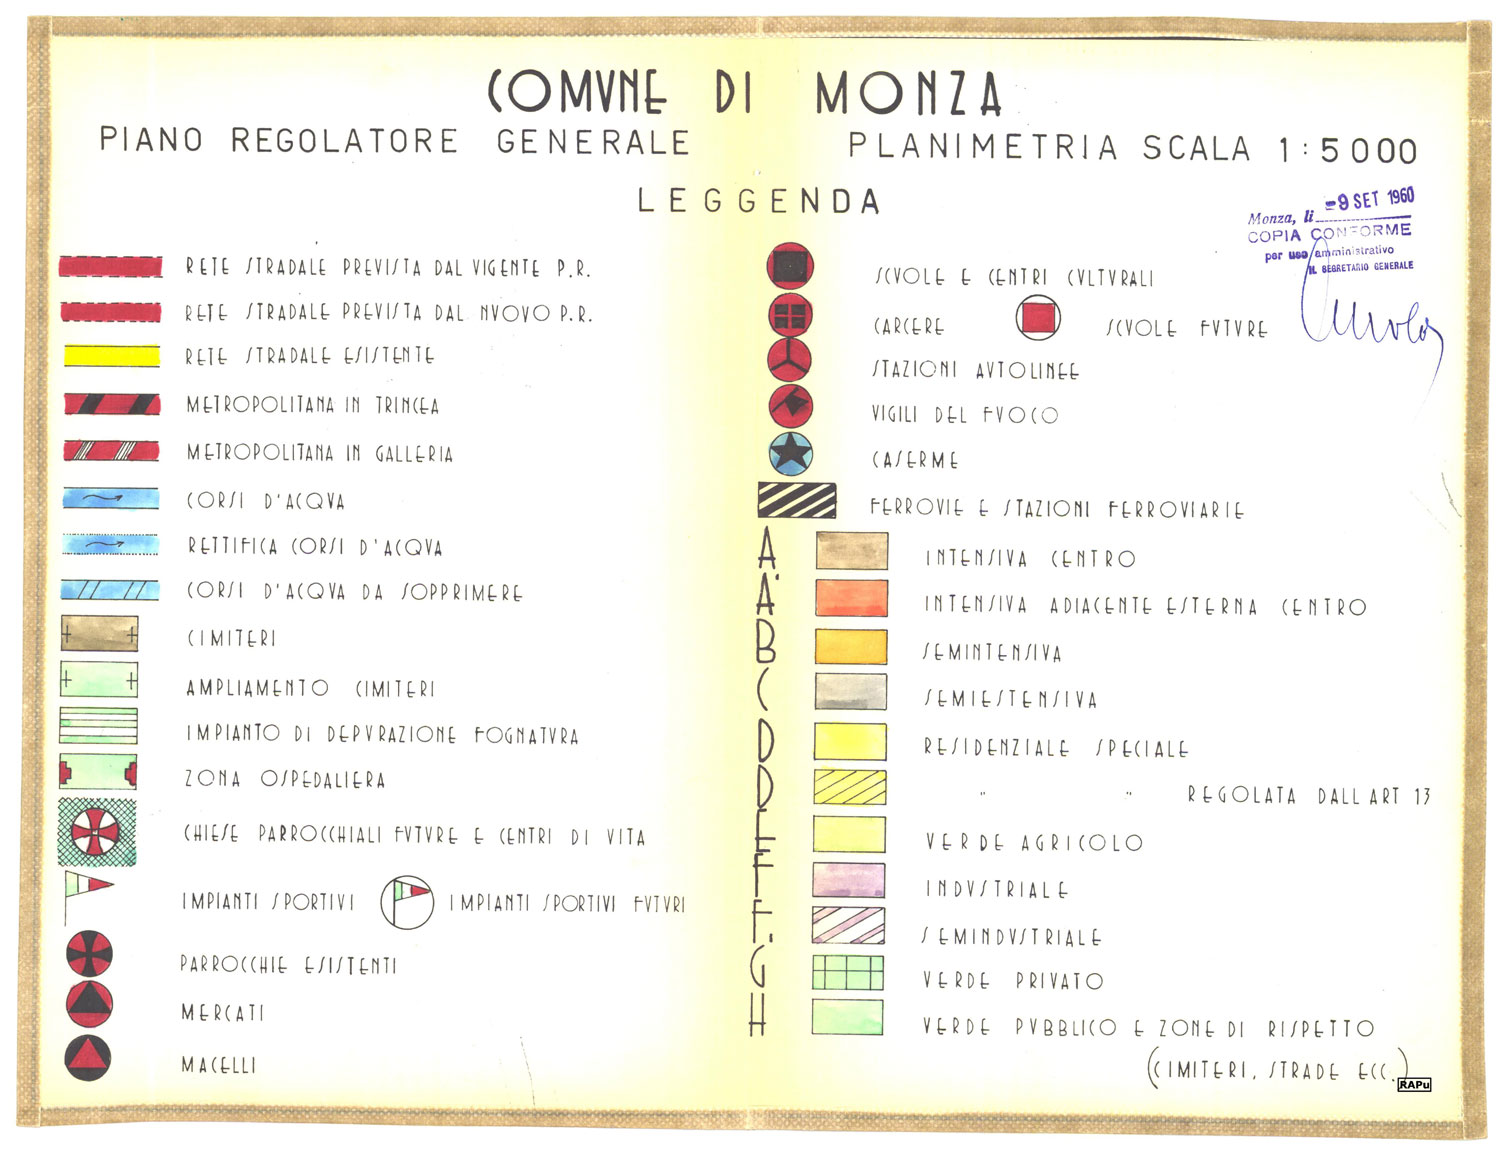 COMVNE DI MONZA
PIANO REGOLATORE GENERALE
PLANIMETRIA SCALA 1:5000
LEGGENDA
Monza, li -9 SET 1960
COPIA CONFORME
per uso amministrativo
IL SEGRETARIO GENERALE
RETE STRADALE PREVISTA DAL VIGENTE P.R.
RETE STRADALE PREVISTA DAL NVOVO P.R.
RETE STRADALE ESISTENTE
METROPOLITANA IN TRINCEA
METROPOLITANA IN GALLERIA
CORSI D'ACQVA
RETTIFICA CORSI D'ACQVA
CORSI D'ACQVA DA SOPPRIMERE
CIMITERI
AMPLIAMENTO CIMITERI
IMPIANTO DI DEPVRAZIONE FOGNATVRA
ZONA OSPEDALIERA
CHIESE PARROCCHIALI FVTVRE E CENTRI DI VITA
IMPIANTI SPORTIVI
IMPIANTI SPORTIVI FVTVRI
PARROCCHIE ESISTENTI
MERCATI
MACELLI
SCVOLE E CENTRI CVLTVRALI
CARCERE
SCVOLE FVTVRE
STAZIONI AVTOLINEE
VIGILI DEL FVOCO
CASERME
FERROVIE E STAZIONI FERROVIARIE
A INTENSIVA CENTRO
A' INTENSIVA ADIACENTE ESTERNA CENTRO
B SEMINTENSIVA
C SEMIESTENSIVA
D RESIDENZIALE SPECIALE
D " " REGOLATA DALL ART 13
E VERDE AGRICOLO
F INDVSTRIALE
F' SEMINDVSTRIALE
G VERDE PRIVATO
H VERDE PVBBLICO E ZONE DI RISPETTO
(CIMITERI, STRADE ECC.)
RAPu